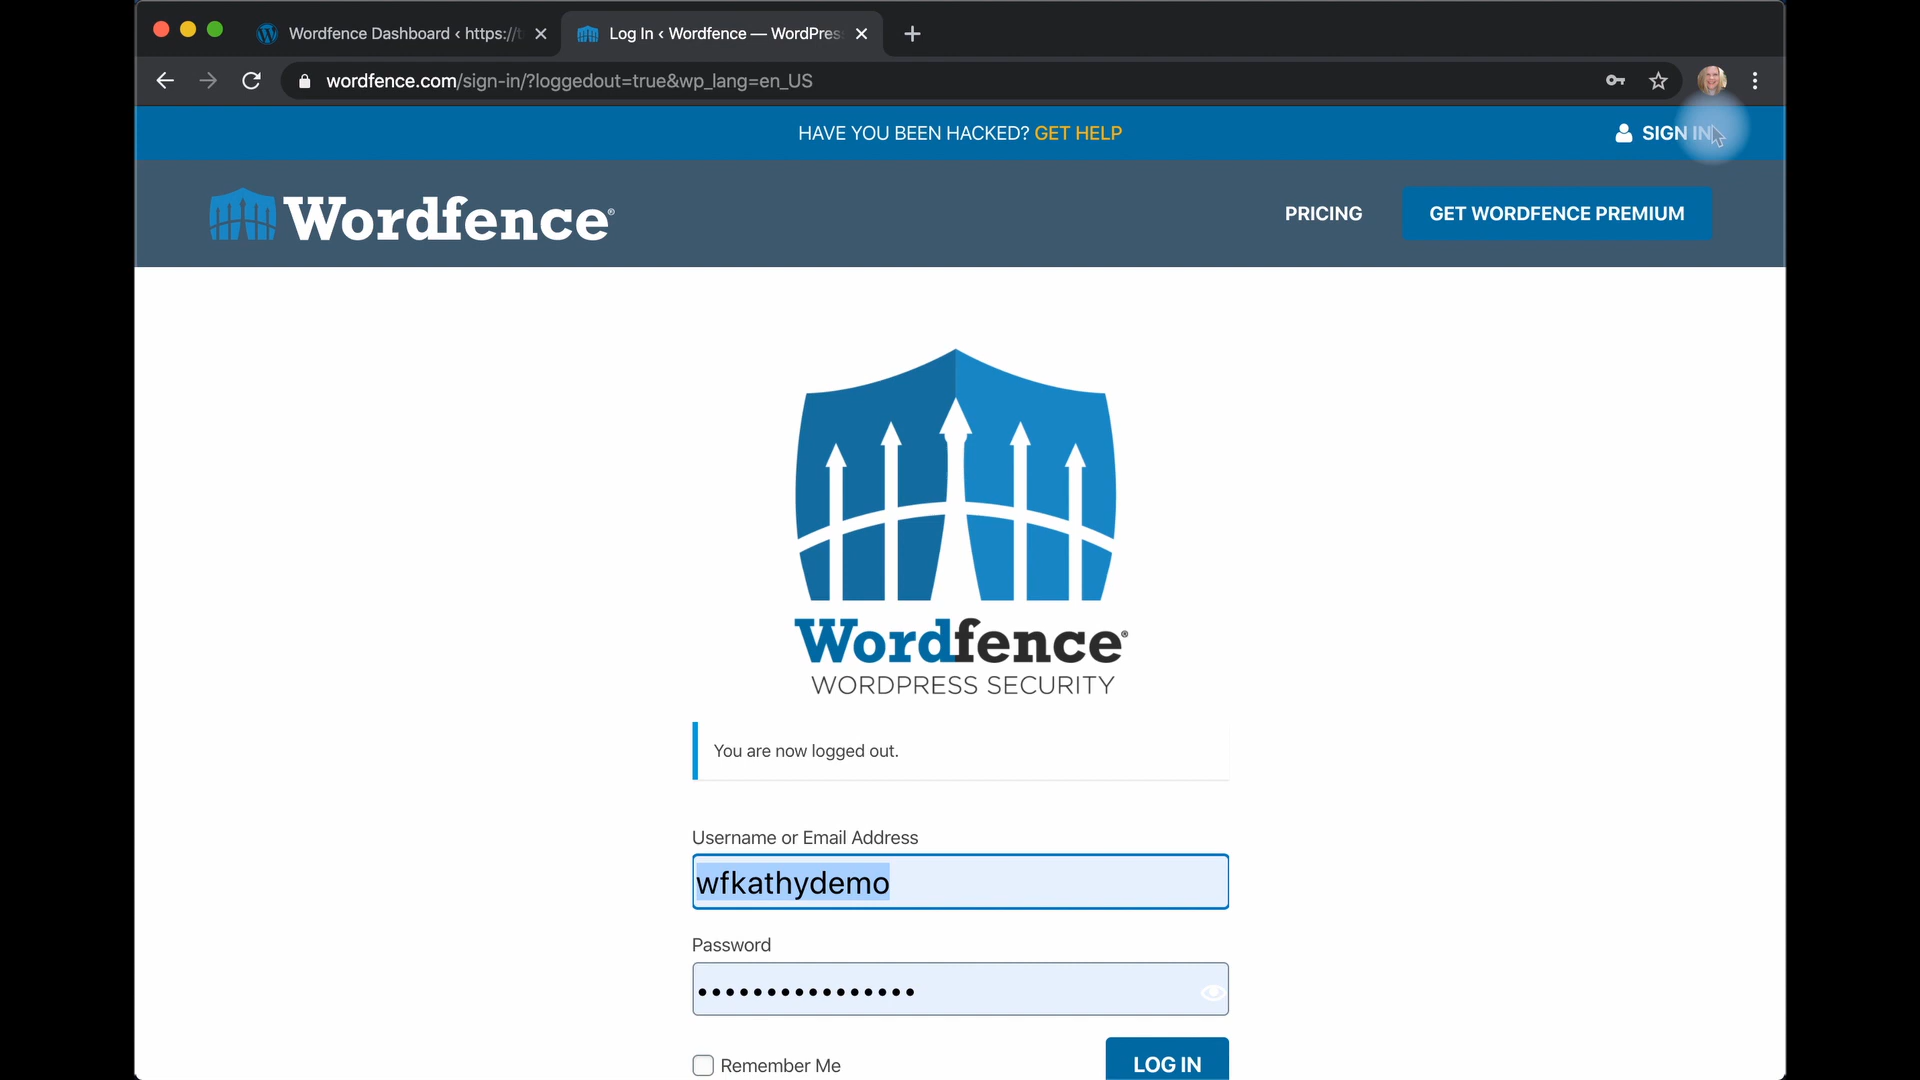 Wordfence Dashboard ‹ https://
Log In ‹ Wordfence — WordPres
wordfence.com/sign-in/?loggedout=true&wp_lang=en_US
HAVE YOU BEEN HACKED? GET HELP
SIGN IN
Wordfence®
PRICING
GET WORDFENCE PREMIUM
Wordfence®
WORDPRESS SECURITY
You are now logged out.
Username or Email Address
wfkathydemo
Password
Remember Me
LOG IN